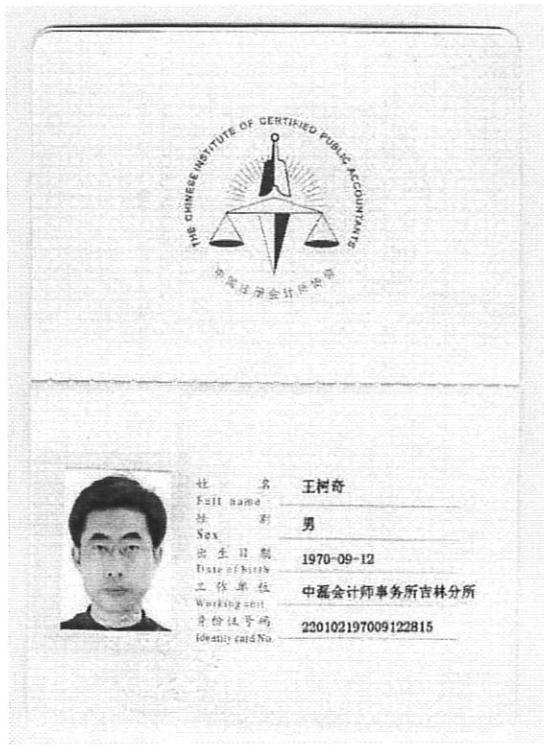 THE CHINESE INSTITUTE OF CERTIFIED PUBLIC ACCOUNTANTS
中国注册会计师协会
姓 名 王柯奇
Full name
性 别 男
Sex
出生日期 1970-09-12
Date of birth
工作单位 中磊会计师事务所吉林分所
Working unit
身份证号码 220102197009122815
Identity card No.